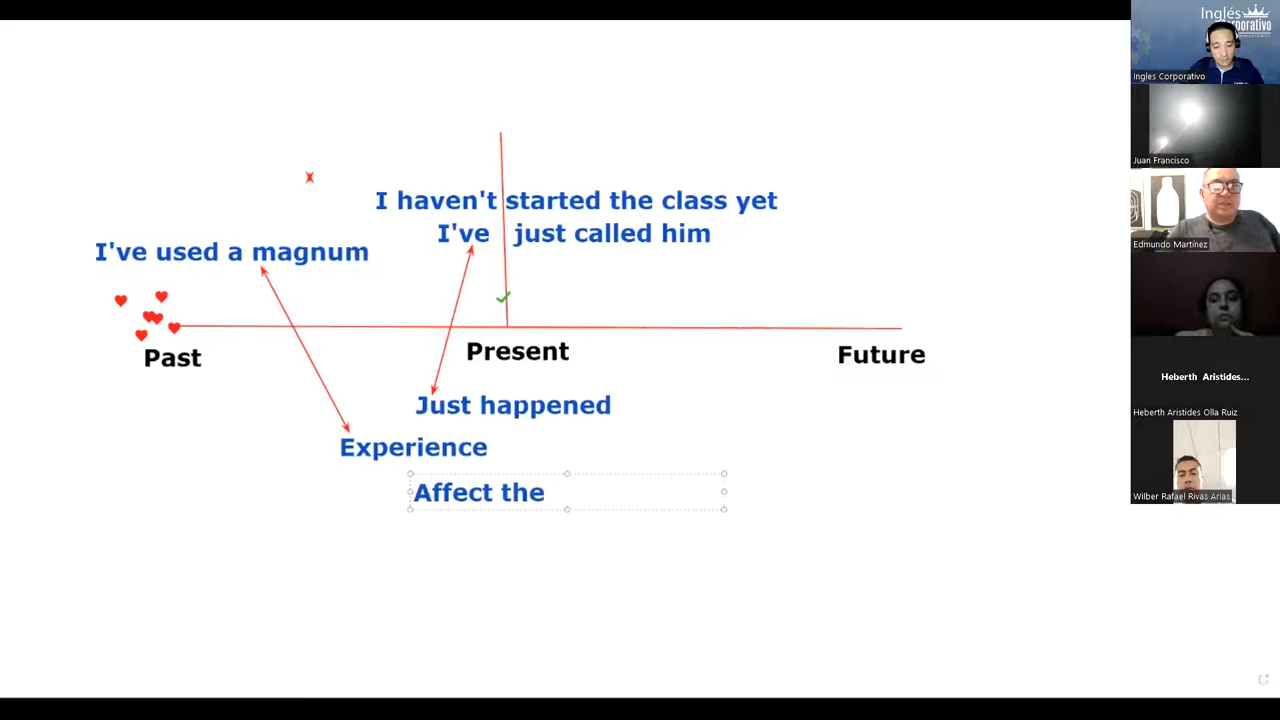 I haven't started the class yet
I've just called him
I've used a magnum
Past
Present
Future
Just happened
Experience
Affect the
Inglés
Corporativo
Ingles Corporativo
Juan Francisco
Edmundo Martínez
Heberth Aristides...
Heberth Aristides Olla Ruiz
Wilber Rafael Rivas Arias